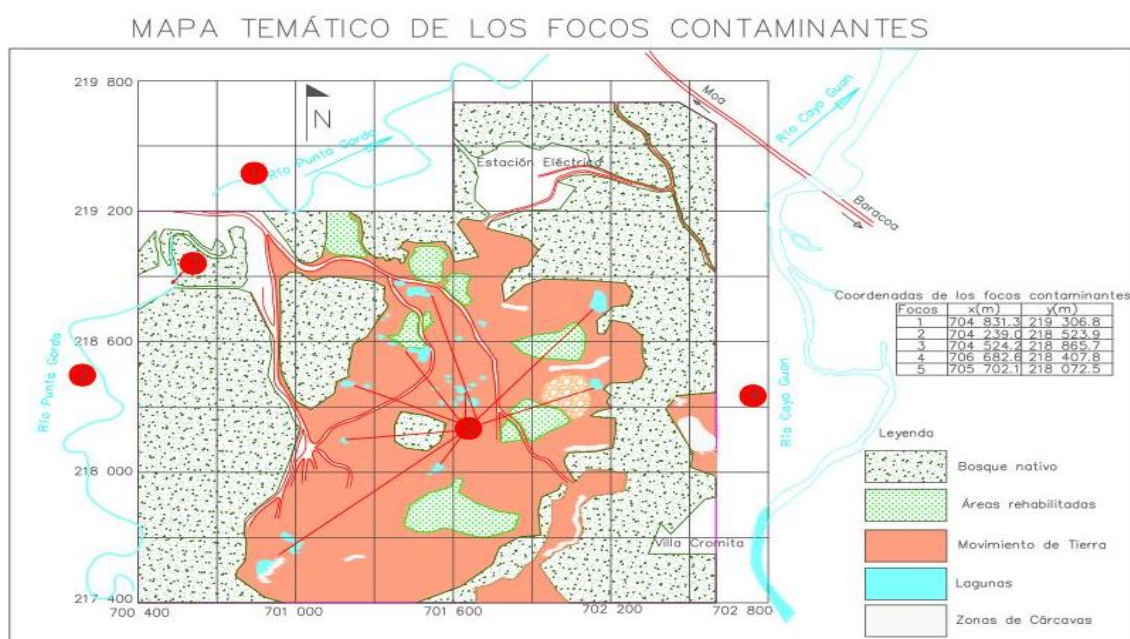 MAPA TEMÁTICO DE LOS FOCOS CONTAMINANTES
219 800
219 200
218 600
218 000
217 400
700 400
701 000
701 600
702 200
702 800
N
Río Punta Gorda
Río Punta Gorda
Estación Eléctrica
Moa
Baracoa
Río Cayo Guan
Río Cayo Guan
Villa Cromita
Coordenadas de los focos contaminantes
Focos x(m) y(m)
1 704 831.3 219 306.8
2 704 239.0 218 523.9
3 704 524.2 218 865.7
4 706 682.6 218 407.8
5 705 702.1 218 072.5
Leyenda
Bosque nativo
Áreas rehabilitadas
Movimiento de Tierra
Lagunas
Zonas de Cárcavas